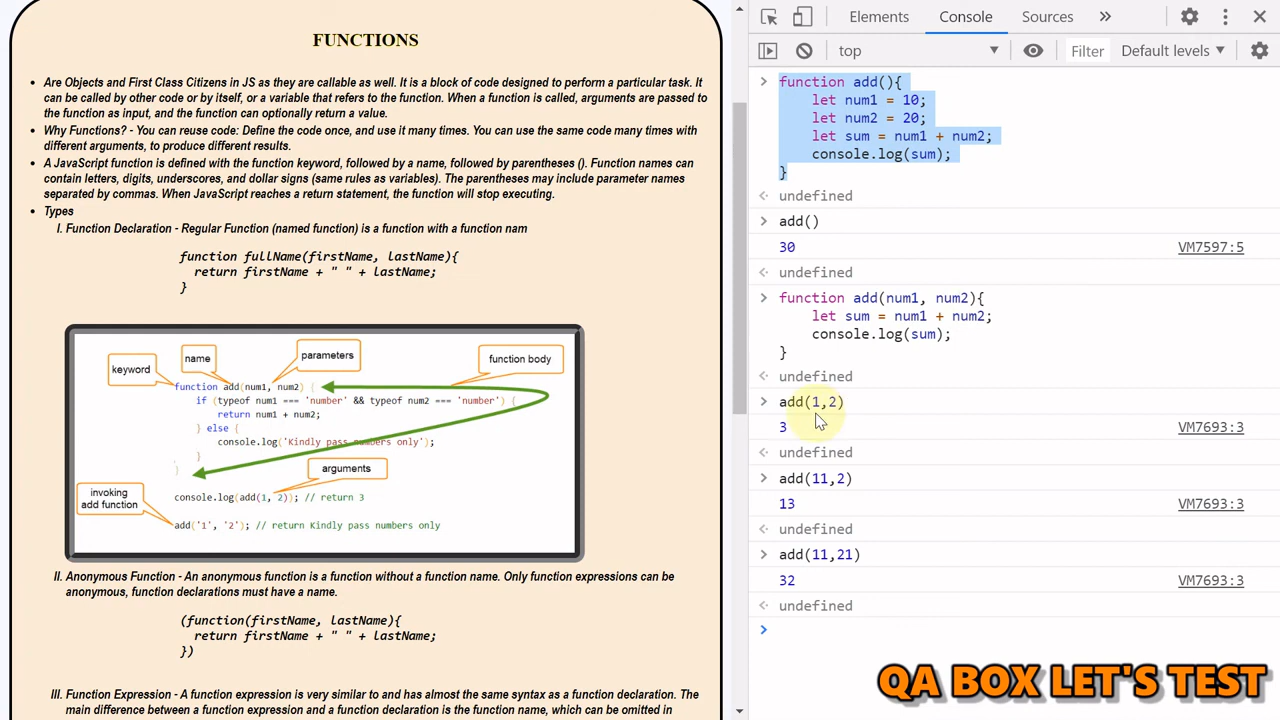 FUNCTIONS
• Are Objects and First Class Citizens in JS as they are callable as well. It is a block of code designed to perform a particular task. It
can be called by other code or by itself, or a variable that refers to the function. When a function is called, arguments are passed to
the function as input, and the function can optionally return a value.
• Why Functions? - You can reuse code: Define the code once, and use it many times. You can use the same code many times with
different arguments, to produce different results.
• A JavaScript function is defined with the function keyword, followed by a name, followed by parentheses (). Function names can
contain letters, digits, underscores, and dollar signs (same rules as variables). The parentheses may include parameter names
separated by commas. When JavaScript reaches a return statement, the function will stop executing.
• Types
I. Function Declaration - Regular Function (named function) is a function with a function nam
function fullName(firstName, lastName){
return firstName + " " + lastName;
}
keyword
name
parameters
function body
function add(num1, num2) {
if (typeof num1 === 'number' && typeof num2 === 'number') {
return num1 + num2;
} else {
console.log('Kindly pass numbers only');
}
}
arguments
invoking
add function
console.log(add(1, 2)); // return 3
add('1', '2'); // return Kindly pass numbers only
II. Anonymous Function - An anonymous function is a function without a function name. Only function expressions can be
anonymous, function declarations must have a name.
(function(firstName, lastName){
return firstName + " " + lastName;
})
III. Function Expression - A function expression is very similar to and has almost the same syntax as a function declaration. The
main difference between a function expression and a function declaration is the function name, which can be omitted in
Elements Console Sources »
top Filter Default levels
> function add(){
let num1 = 10;
let num2 = 20;
let sum = num1 + num2;
console.log(sum);
}
undefined
> add()
30 VM7597:5
undefined
> function add(num1, num2){
let sum = num1 + num2;
console.log(sum);
}
undefined
> add(1,2)
3 VM7693:3
undefined
> add(11,2)
13 VM7693:3
undefined
> add(11,21)
32 VM7693:3
undefined
>
QA BOX LET'S TEST